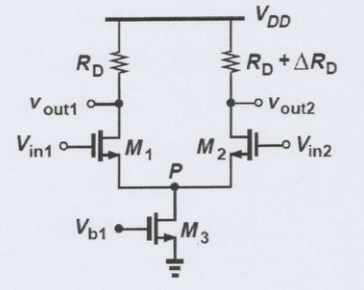 V_DD
R_D
R_D + ΔR_D
v_out1
v_out2
V_in1
M_1
M_2
V_in2
P
V_b1
M_3